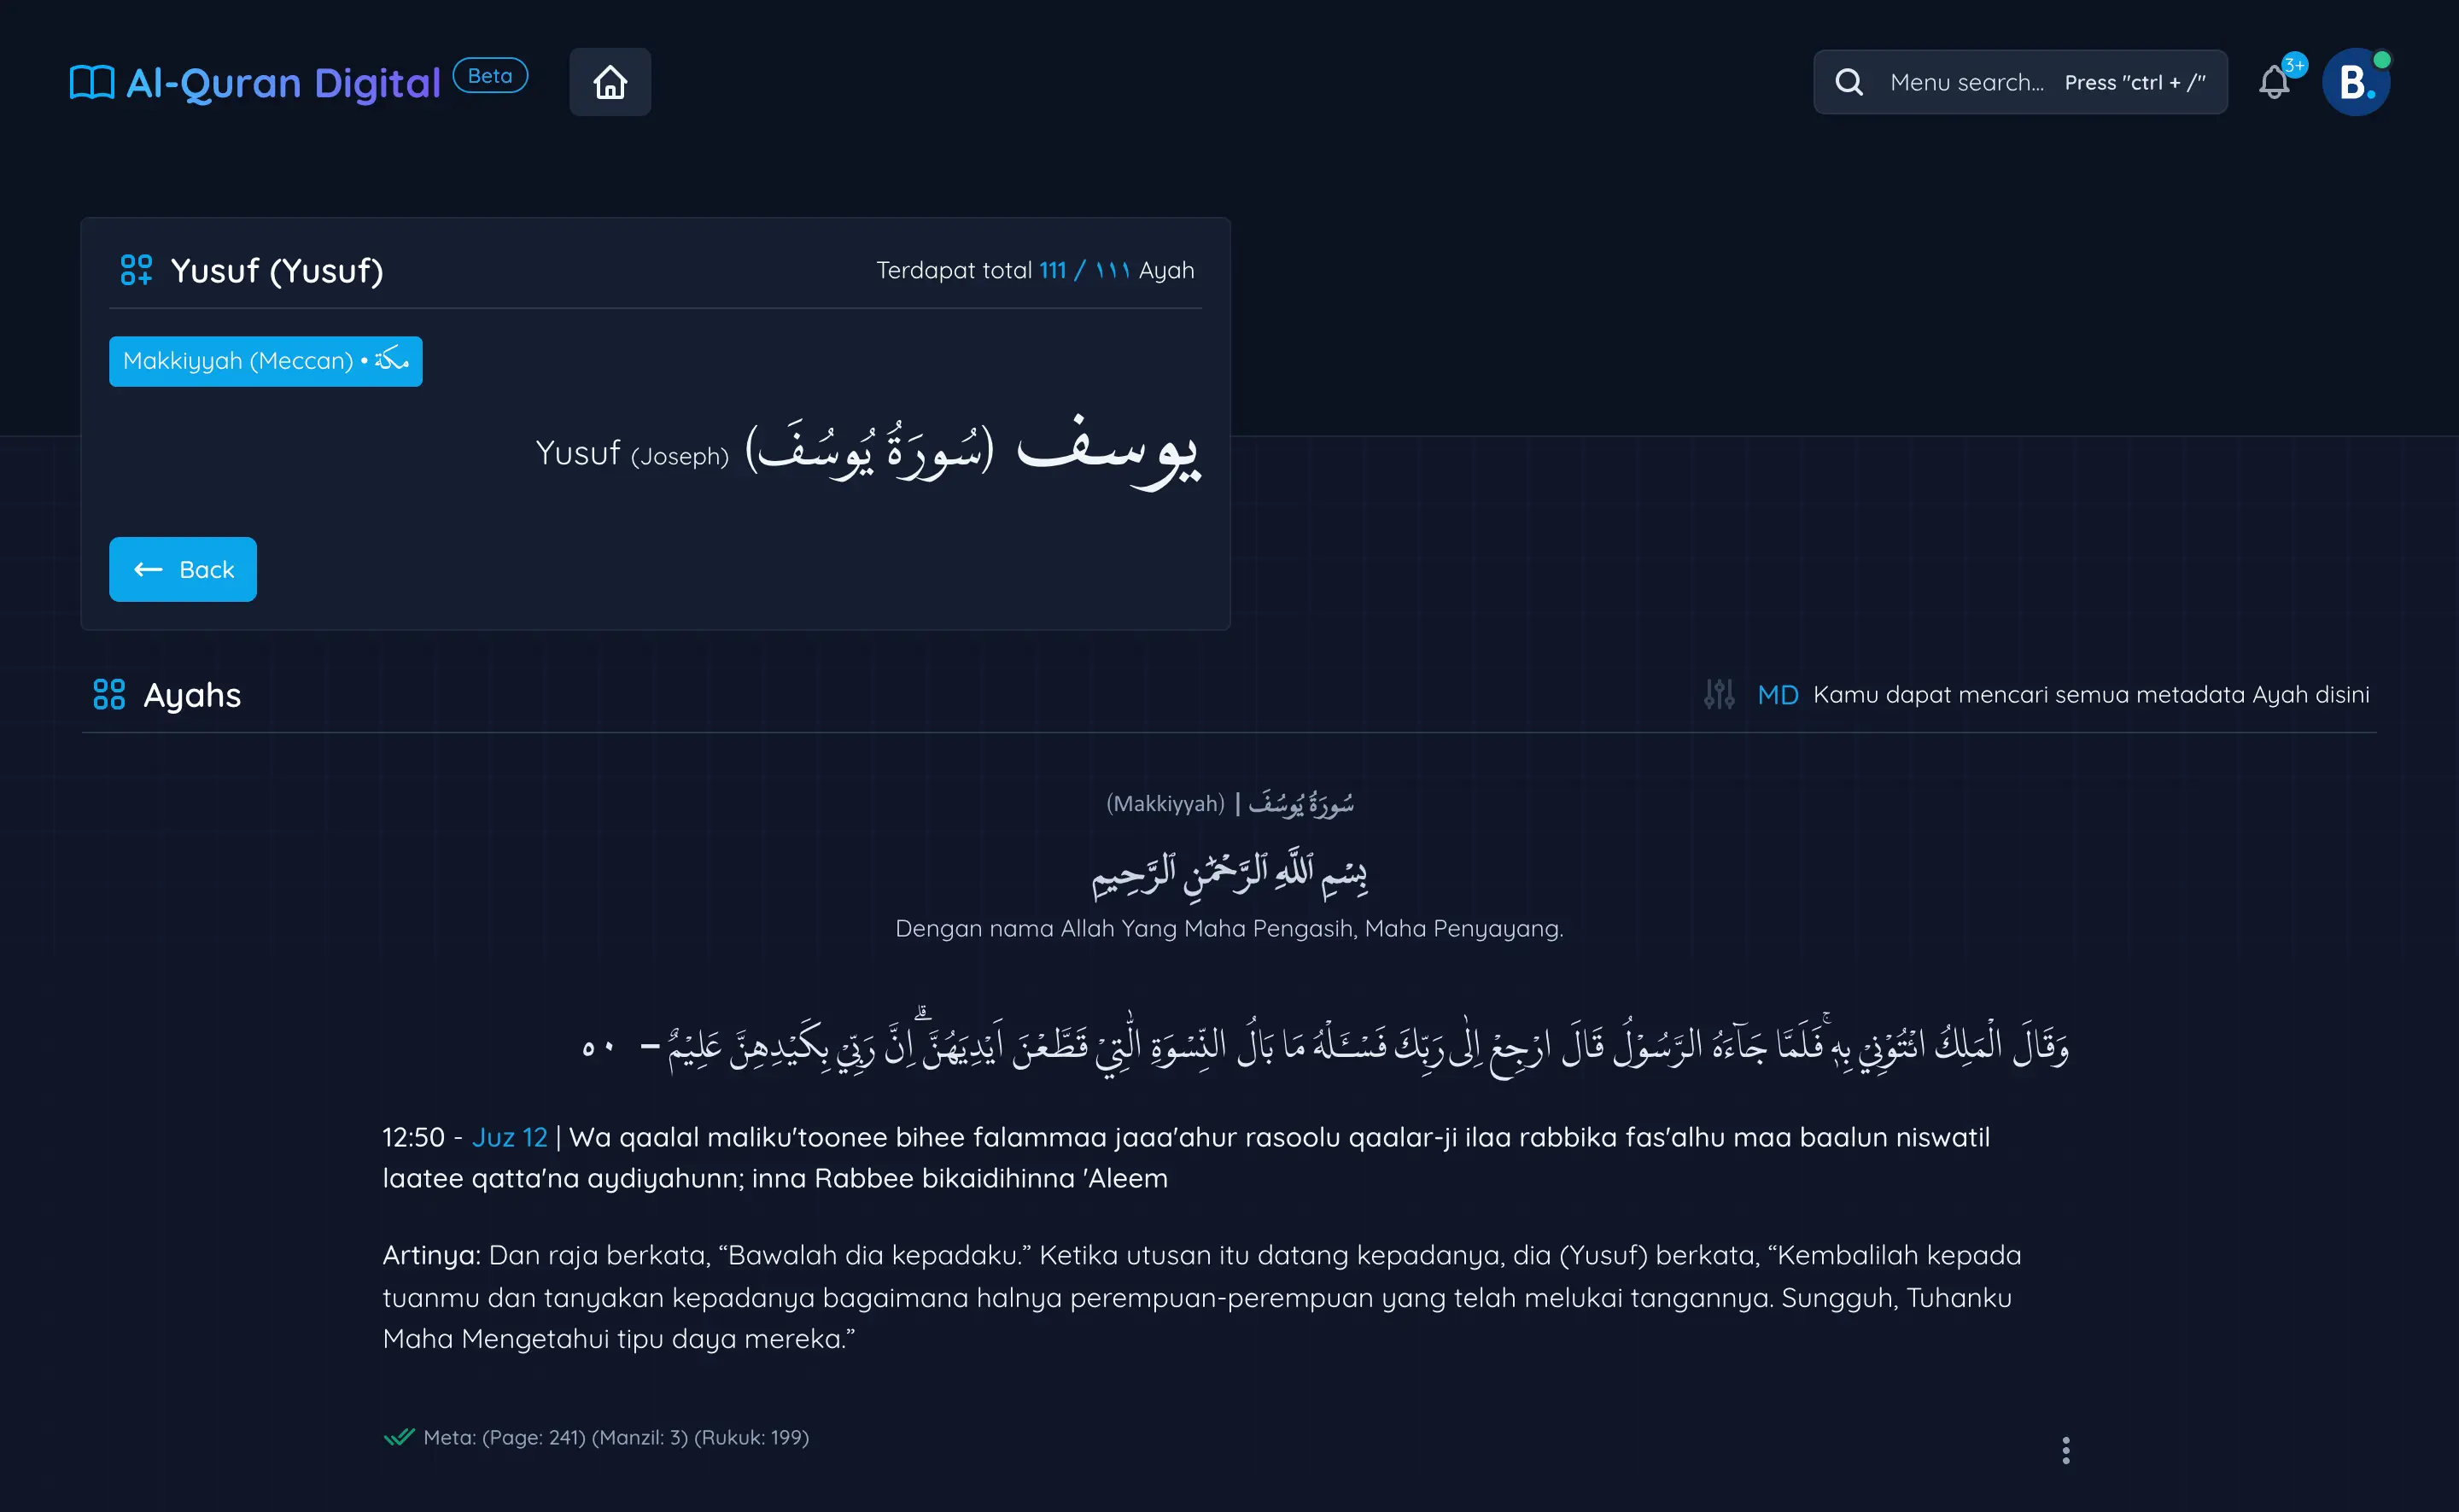 Al-Quran Digital Beta
Menu search... Press "ctrl + /"
3+
B.
Yusuf (Yusuf)
Terdapat total 111 / ١١١ Ayah
Makkiyyah (Meccan) • مكة
يوسف (سُورَةُ يُوسُفَ) Yusuf (Joseph)
Back
Ayahs
MD Kamu dapat mencari semua metadata Ayah disini
سُورَةُ يُوسُفَ | (Makkiyyah)
بِسْمِ ٱللَّهِ ٱلرَّحْمَٰنِ ٱلرَّحِيمِ
Dengan nama Allah Yang Maha Pengasih, Maha Penyayang.
وَقَالَ الْمَلِكُ ائْتُوْنِيْ بِهٖ ۚفَلَمَّا جَاۤءَهُ الرَّسُوْلُ قَالَ ارْجِعْ اِلٰى رَبِّكَ فَسْـَٔلْهُ مَا بَالُ النِّسْوَةِ الّٰتِيْ قَطَّعْنَ اَيْدِيَهُنَّ ۗاِنَّ رَبِّيْ بِكَيْدِهِنَّ عَلِيْمٌ – ٥٠
12:50 - Juz 12 | Wa qaalal maliku'toonee bihee falammaa jaaa'ahur rasoolu qaalar-ji ilaa rabbika fas'alhu maa baalun niswatil
laatee qatta'na aydiyahunn; inna Rabbee bikaidihinna 'Aleem
Artinya: Dan raja berkata, “Bawalah dia kepadaku.” Ketika utusan itu datang kepadanya, dia (Yusuf) berkata, “Kembalilah kepada
tuanmu dan tanyakan kepadanya bagaimana halnya perempuan-perempuan yang telah melukai tangannya. Sungguh, Tuhanku
Maha Mengetahui tipu daya mereka.”
Meta: (Page: 241) (Manzil: 3) (Rukuk: 199)